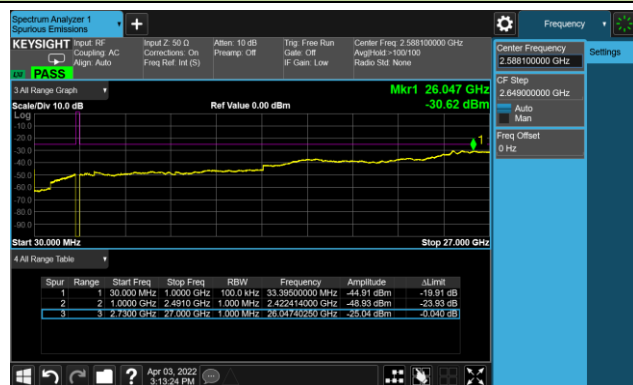 Spectrum Analyzer 1
Spurious Emissions
Frequency
KEYSIGHT
Input: RF
Coupling: AC
Align: Auto
Input Z: 50 Ω
Corrections: On
Freq Ref: Int (S)
Atten: 10 dB
Preamp: Off
Trig: Free Run
Gate: Off
IF Gain: Low
Center Freq: 2.588100000 GHz
Avg|Hold:>100/100
Radio Std: None
PASS
Center Frequency
2.588100000 GHz
Settings
CF Step
2.649000000 GHz
Auto
Man
Freq Offset
0 Hz
3 All Range Graph
Mkr1 26.047 GHz
Scale/Div 10.0 dB
Ref Value 0.00 dBm
-30.62 dBm
Log
-10.0
-20.0
-30.0
-40.0
-50.0
-60.0
-70.0
-80.0
-90.0
1
Start 30.000 MHz
Stop 27.000 GHz
4 All Range Table
Spur Range Start Freq Stop Freq RBW Frequency Amplitude ΔLimit
1 1 30.000 MHz 1.0000 GHz 100.0 kHz 33.39500000 MHz -44.91 dBm -19.91 dB
2 2 1.0000 GHz 2.4910 GHz 1.000 MHz 2.422414000 GHz -48.93 dBm -23.93 dB
3 3 2.7300 GHz 27.000 GHz 1.000 MHz 26.04740250 GHz -25.04 dBm -0.040 dB
?
Apr 03, 2022
3:13:24 PM